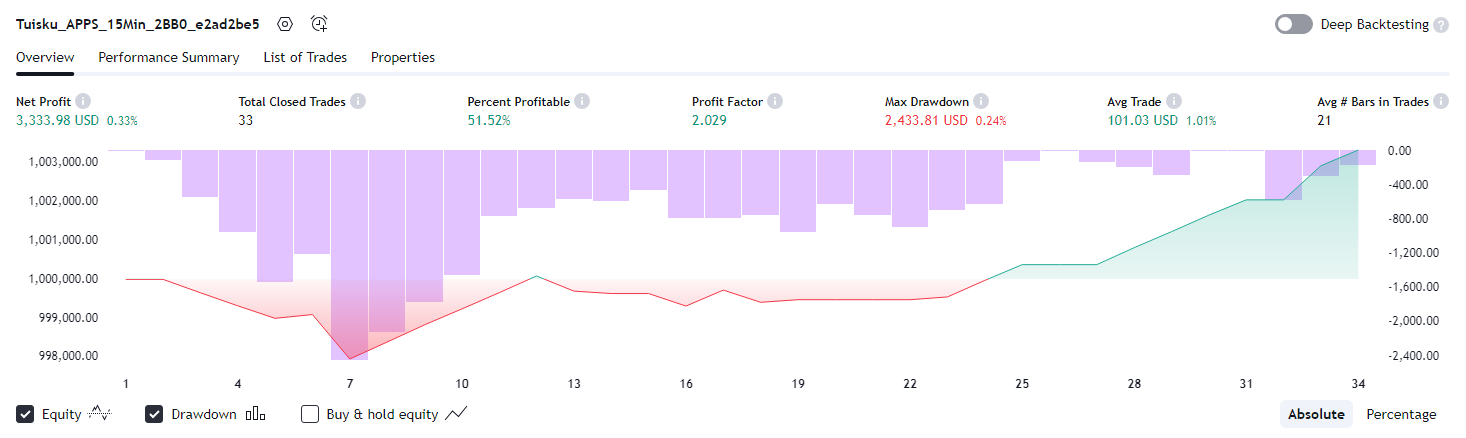 Tuisku_APPS_15Min_2BB0_e2ad2be5 Deep Backtesting
Overview Performance Summary List of Trades Properties
Net Profit Total Closed Trades Percent Profitable Profit Factor Max Drawdown Avg Trade Avg # Bars in Trades
3,333.98 USD 0.33% 33 51.52% 2.029 2,433.81 USD 0.24% 101.03 USD 1.01% 21
1,003,000.00 0.00
1,002,000.00 -400.00
1,001,000.00 -800.00
1,000,000.00 -1,200.00
999,000.00 -1,600.00
998,000.00 -2,000.00
-2,400.00
1 4 7 10 13 16 19 22 25 28 31 34
Equity Drawdown Buy & hold equity Absolute Percentage